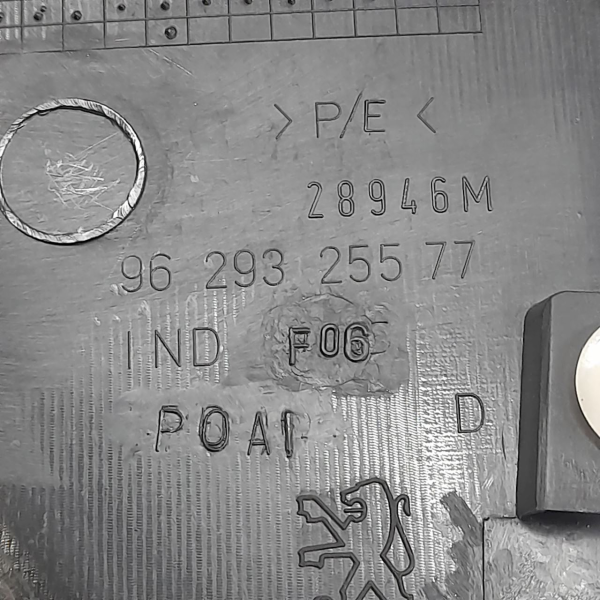 >P/E<
28946M
96 293 255 77
IND F06
POAI D